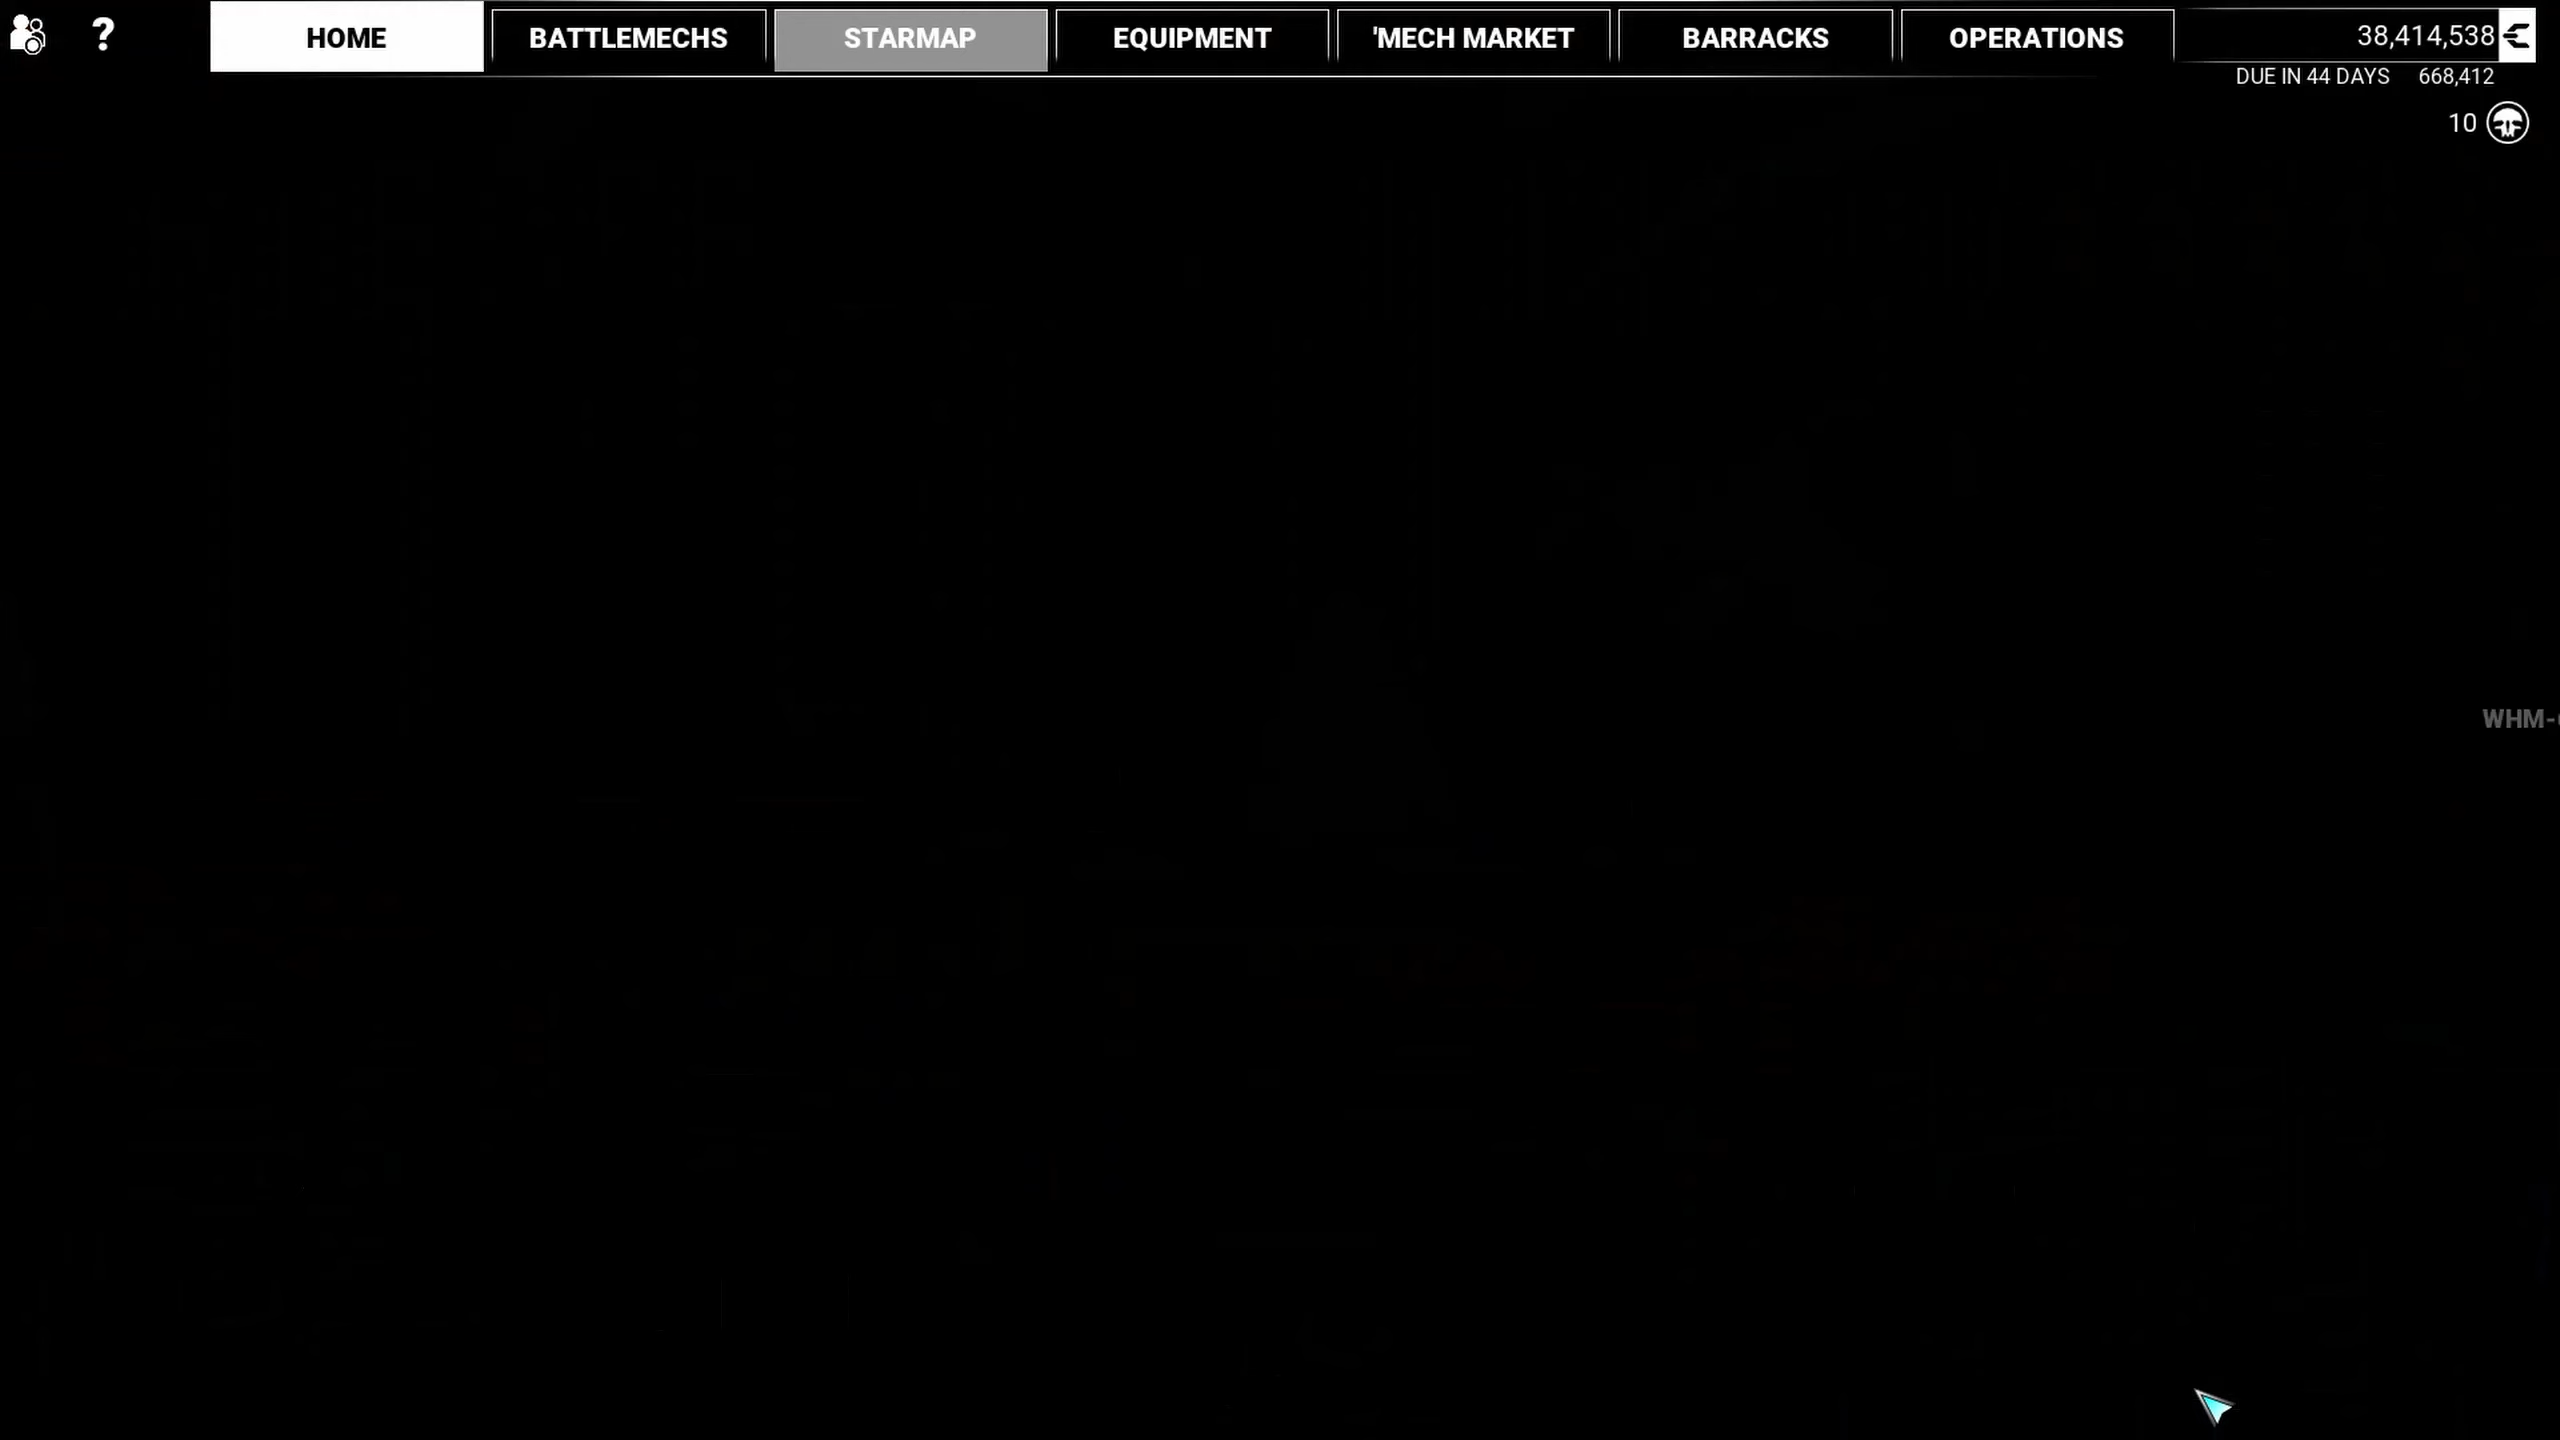 ?
HOME
BATTLEMECHS
STARMAP
EQUIPMENT
'MECH MARKET
BARRACKS
OPERATIONS
38,414,538
DUE IN 44 DAYS 668,412
10
WHM-